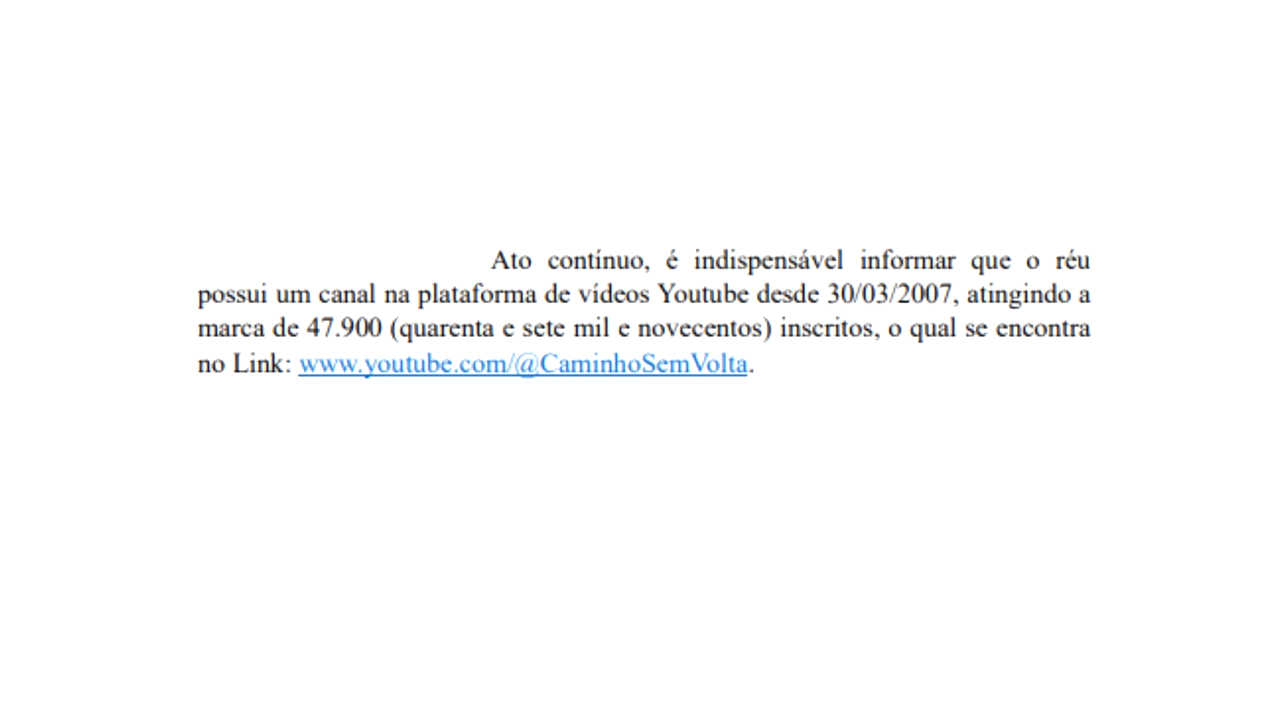 Ato contínuo, é indispensável informar que o réu
possui um canal na plataforma de vídeos Youtube desde 30/03/2007, atingindo a
marca de 47.900 (quarenta e sete mil e novecentos) inscritos, o qual se encontra
no Link: www.youtube.com/@CaminhoSemVolta.